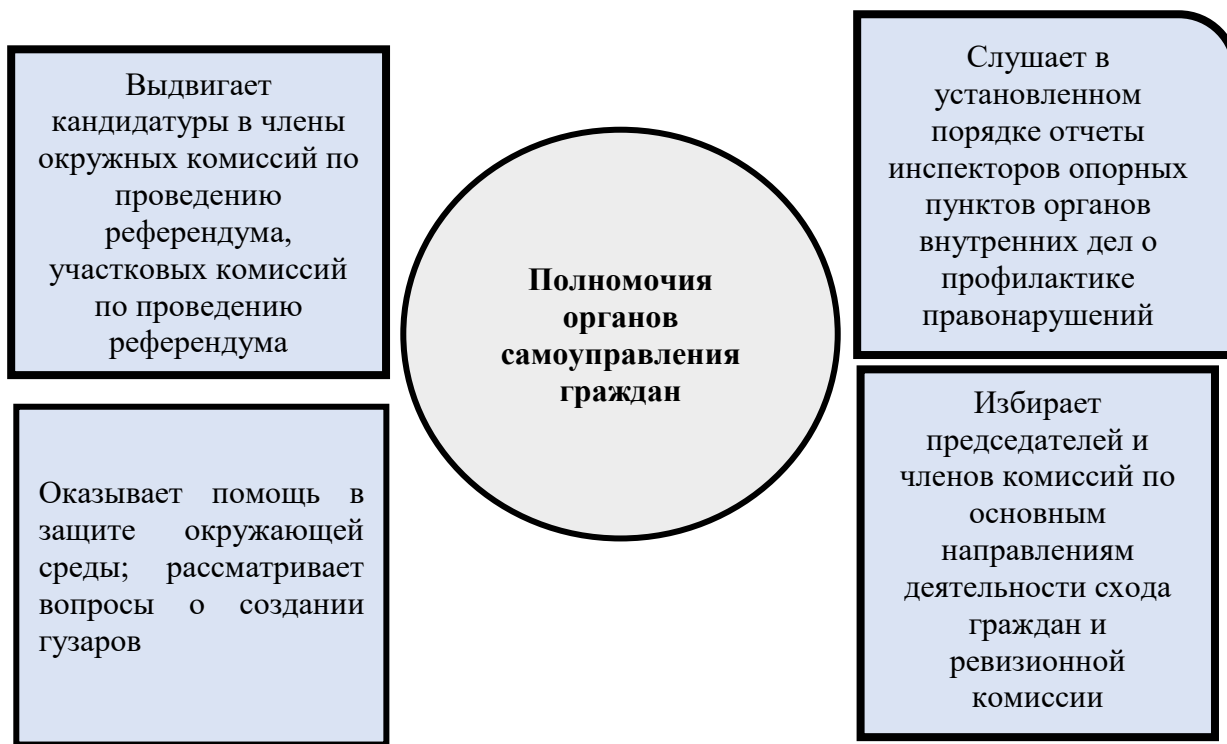 Выдвигает
кандидатуры в члены
окружных комиссий по
проведению
референдума,
участковых комиссий
по проведению
референдума
Оказывает помощь в
защите окружающей
среды; рассматривает
вопросы о создании
гузаров
Полномочия
органов
самоуправления
граждан
Слушает в
установленном
порядке отчеты
инспекторов опорных
пунктов органов
внутренних дел о
профилактике
правонарушений
Избирает
председателей и
членов комиссий по
основным
направлениям
деятельности схода
граждан и
ревизионной
комиссии